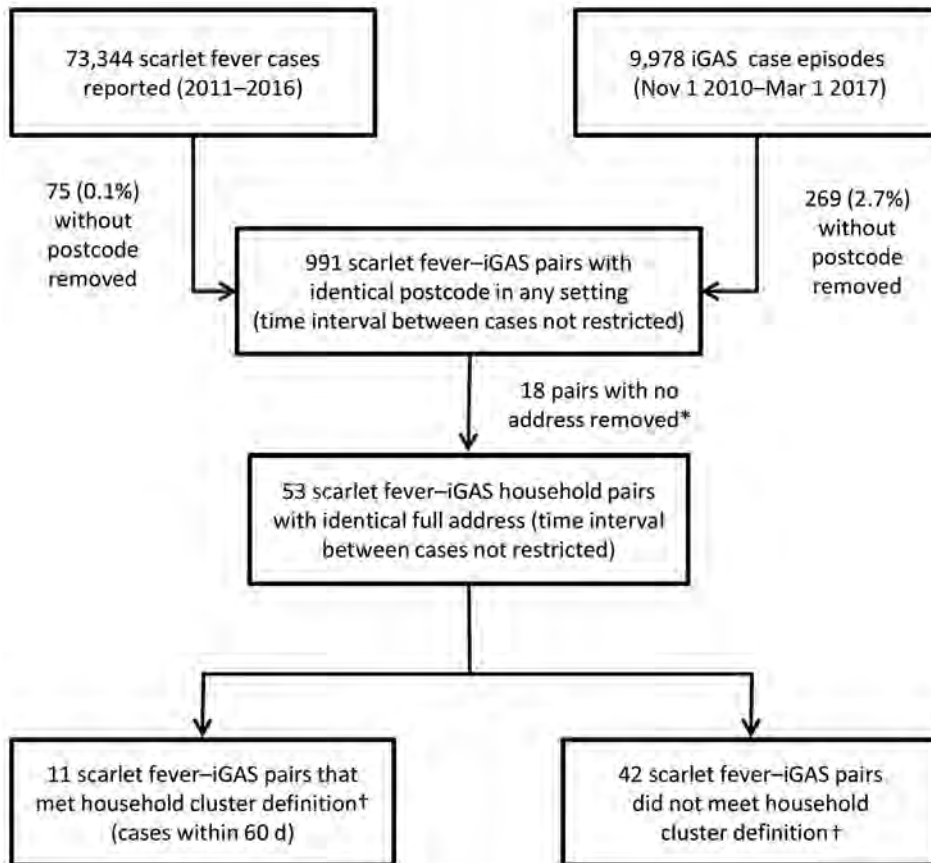 73,344 scarlet fever cases
reported (2011–2016)
9,978 iGAS case episodes
(Nov 1 2010–Mar 1 2017)
75 (0.1%)
without
postcode
removed
269 (2.7%)
without
postcode
removed
991 scarlet fever–iGAS pairs with
identical postcode in any setting
(time interval between cases not restricted)
18 pairs with no
address removed*
53 scarlet fever–iGAS household pairs
with identical full address (time interval
between cases not restricted)
11 scarlet fever–iGAS pairs that
met household cluster definition†
(cases within 60 d)
42 scarlet fever–iGAS pairs
did not meet household
cluster definition†